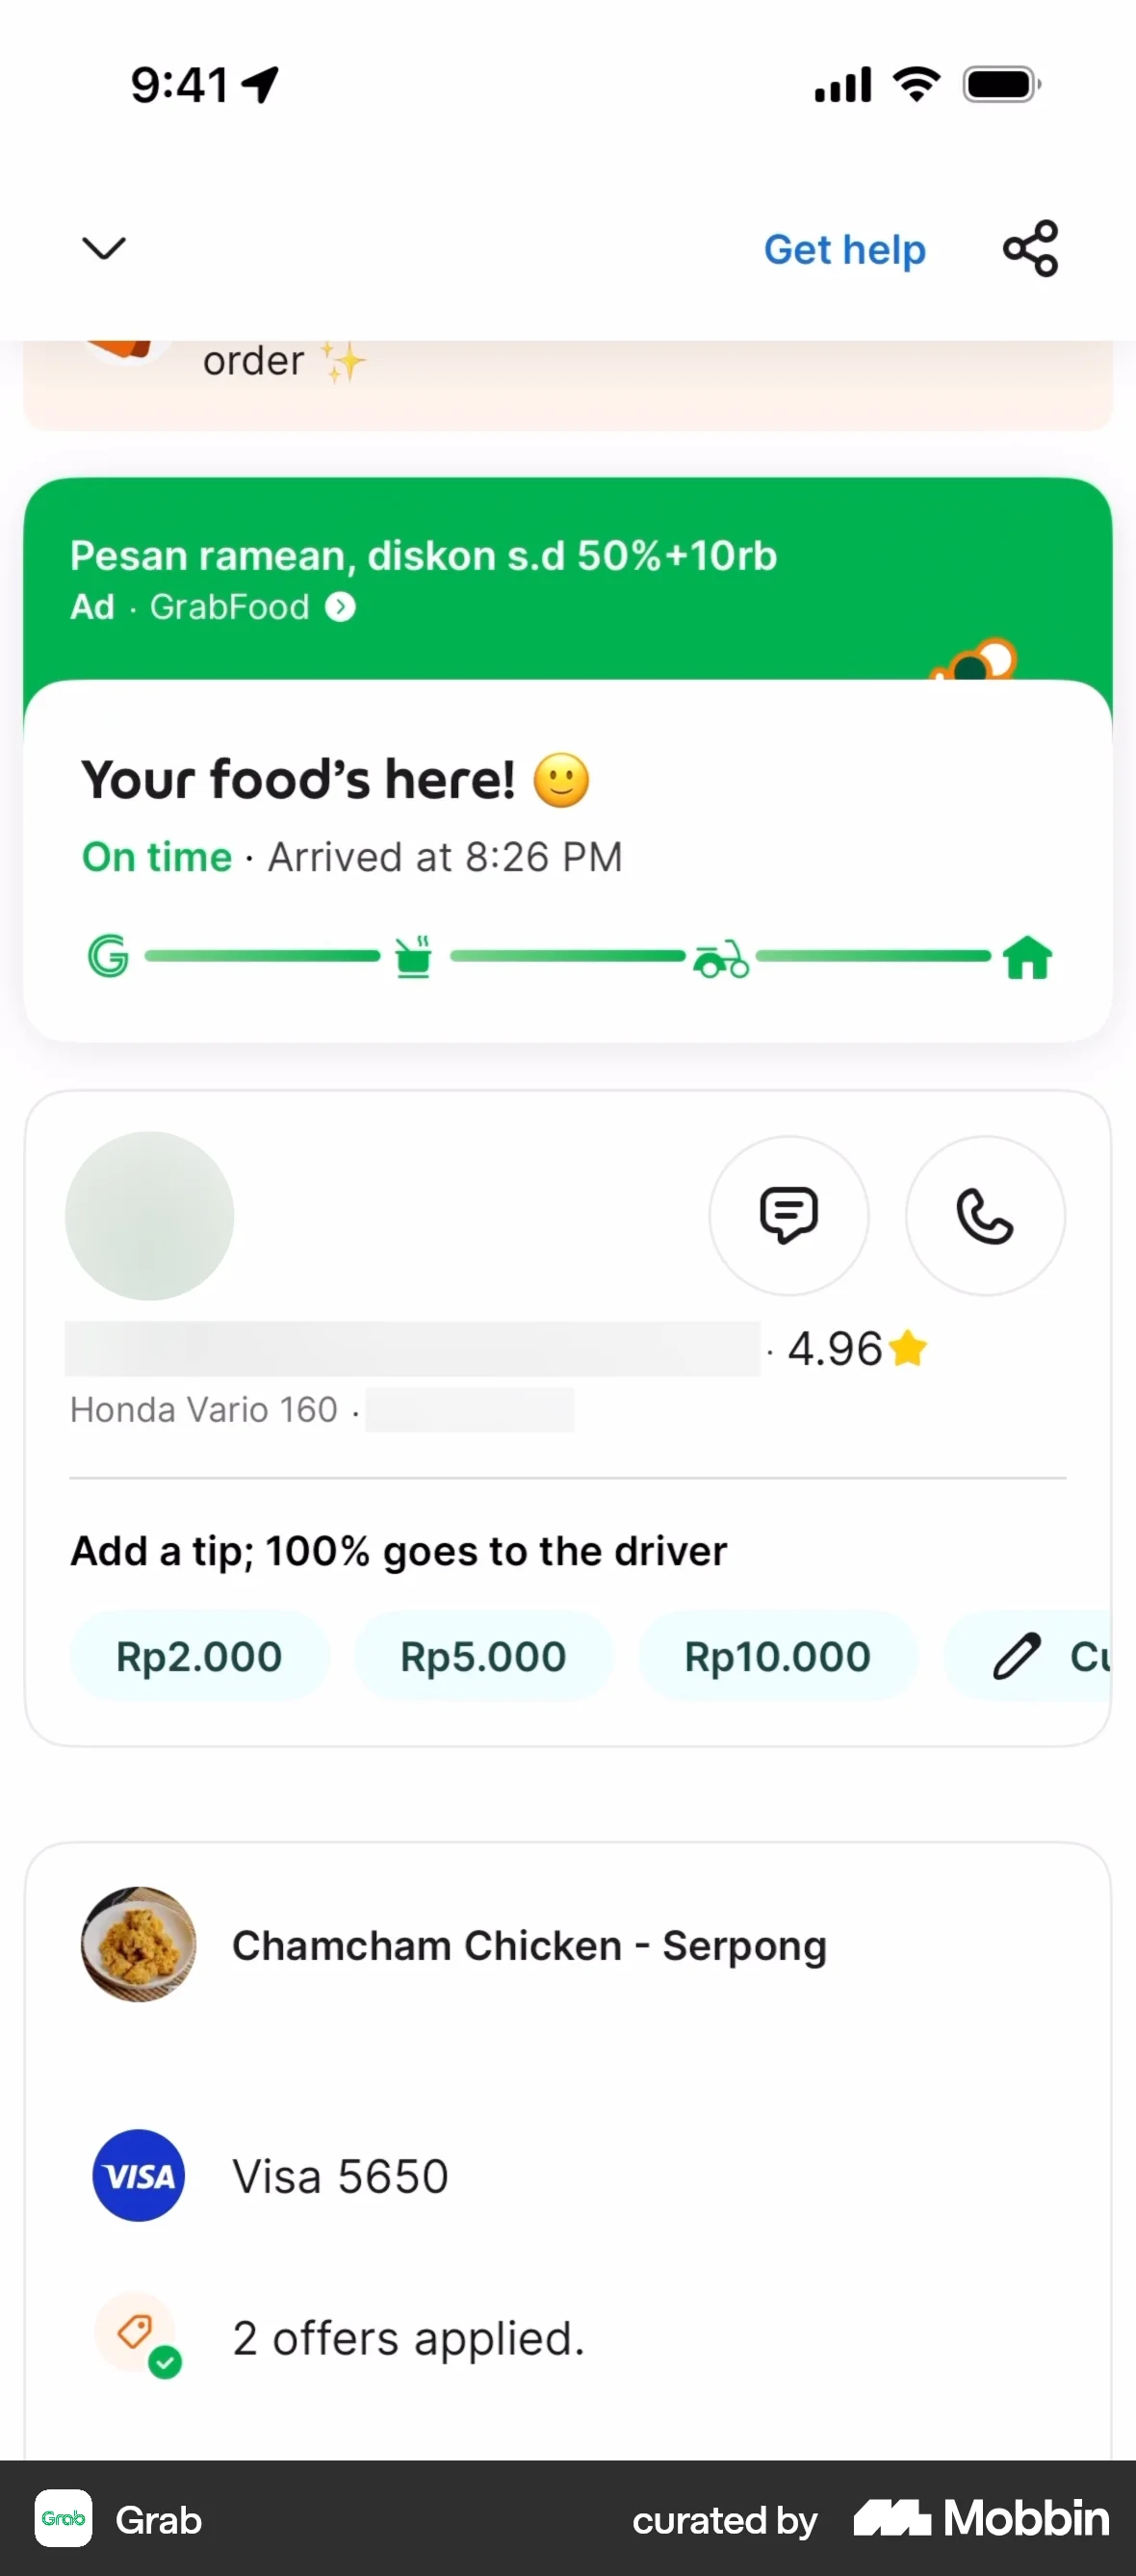 9:41
Get help
order ✨
Pesan ramean, diskon s.d 50%+10rb
Ad · GrabFood
Your food’s here! 🙂
On time · Arrived at 8:26 PM
· 4.96
Honda Vario 160 ·
Add a tip; 100% goes to the driver
Rp2.000 Rp5.000 Rp10.000
Chamcham Chicken - Serpong
VISA Visa 5650
2 offers applied.
Grab Grab curated by Mobbin